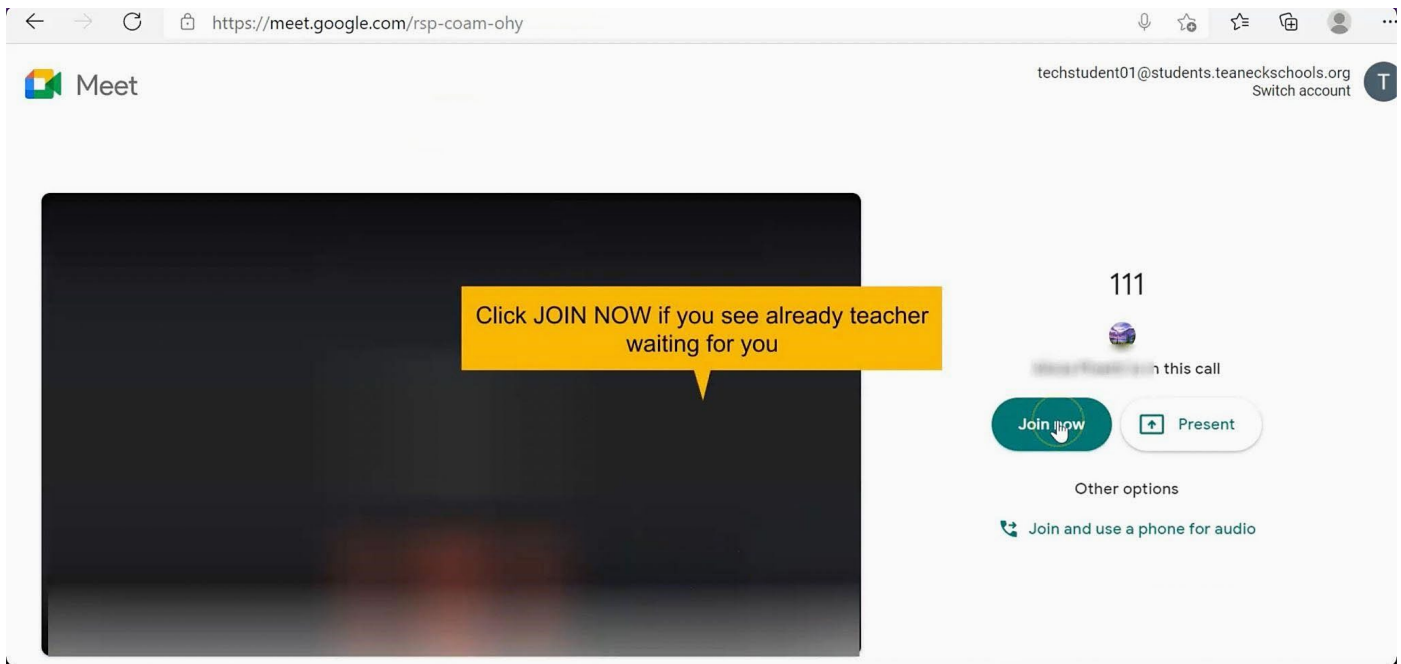 https://meet.google.com/rsp-coam-ohy
Meet
techstudent01@students.teaneckschools.org
Switch account
T
Click JOIN NOW if you see already teacher
waiting for you
111
this call
Join now
Present
Other options
Join and use a phone for audio